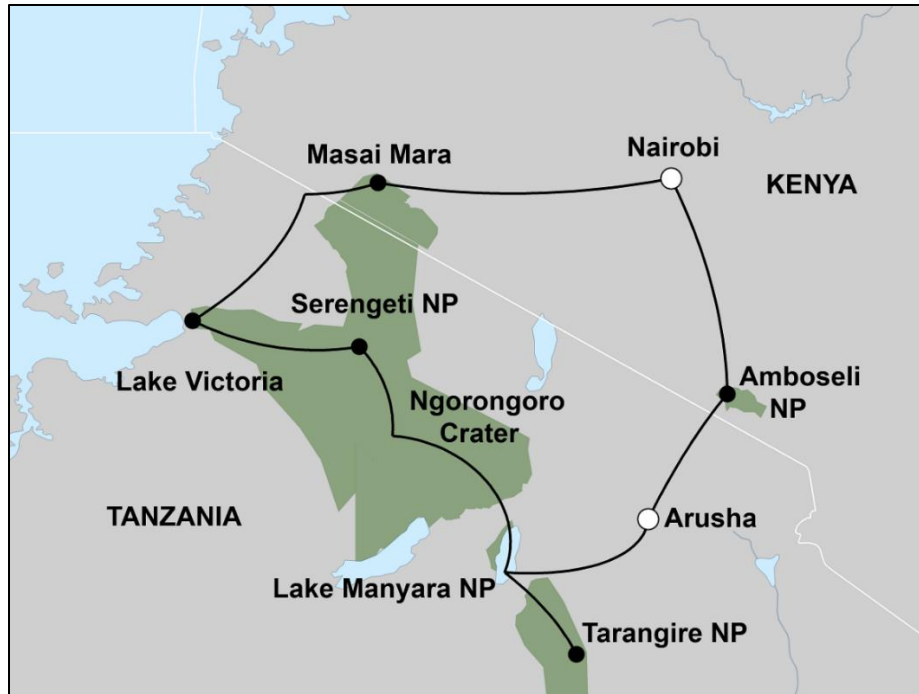 Masai Mara
Nairobi
KENYA
Serengeti NP
Lake Victoria
Amboseli
NP
Ngorongoro
Crater
TANZANIA
Arusha
Lake Manyara NP
Tarangire NP